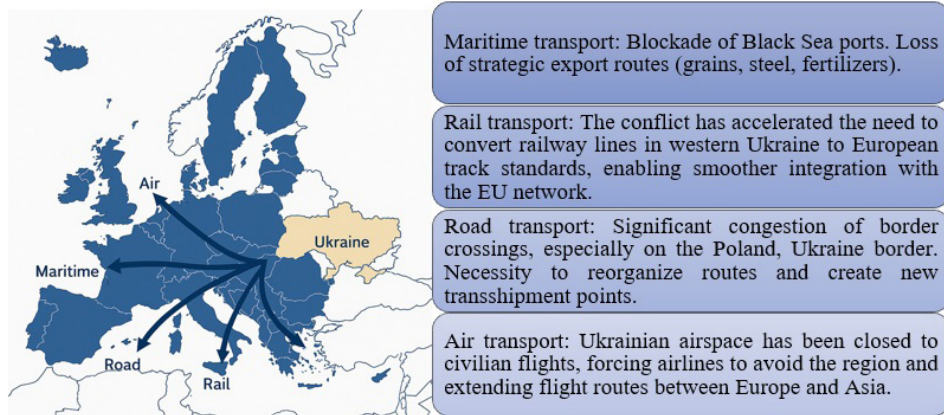 Air
Maritime
Road
Rail
Ukraine
Maritime transport: Blockade of Black Sea ports. Loss
of strategic export routes (grains, steel, fertilizers).
Rail transport: The conflict has accelerated the need to
convert railway lines in western Ukraine to European
track standards, enabling smoother integration with
the EU network.
Road transport: Significant congestion of border
crossings, especially on the Poland, Ukraine border.
Necessity to reorganize routes and create new
transshipment points.
Air transport: Ukrainian airspace has been closed to
civilian flights, forcing airlines to avoid the region and
extending flight routes between Europe and Asia.